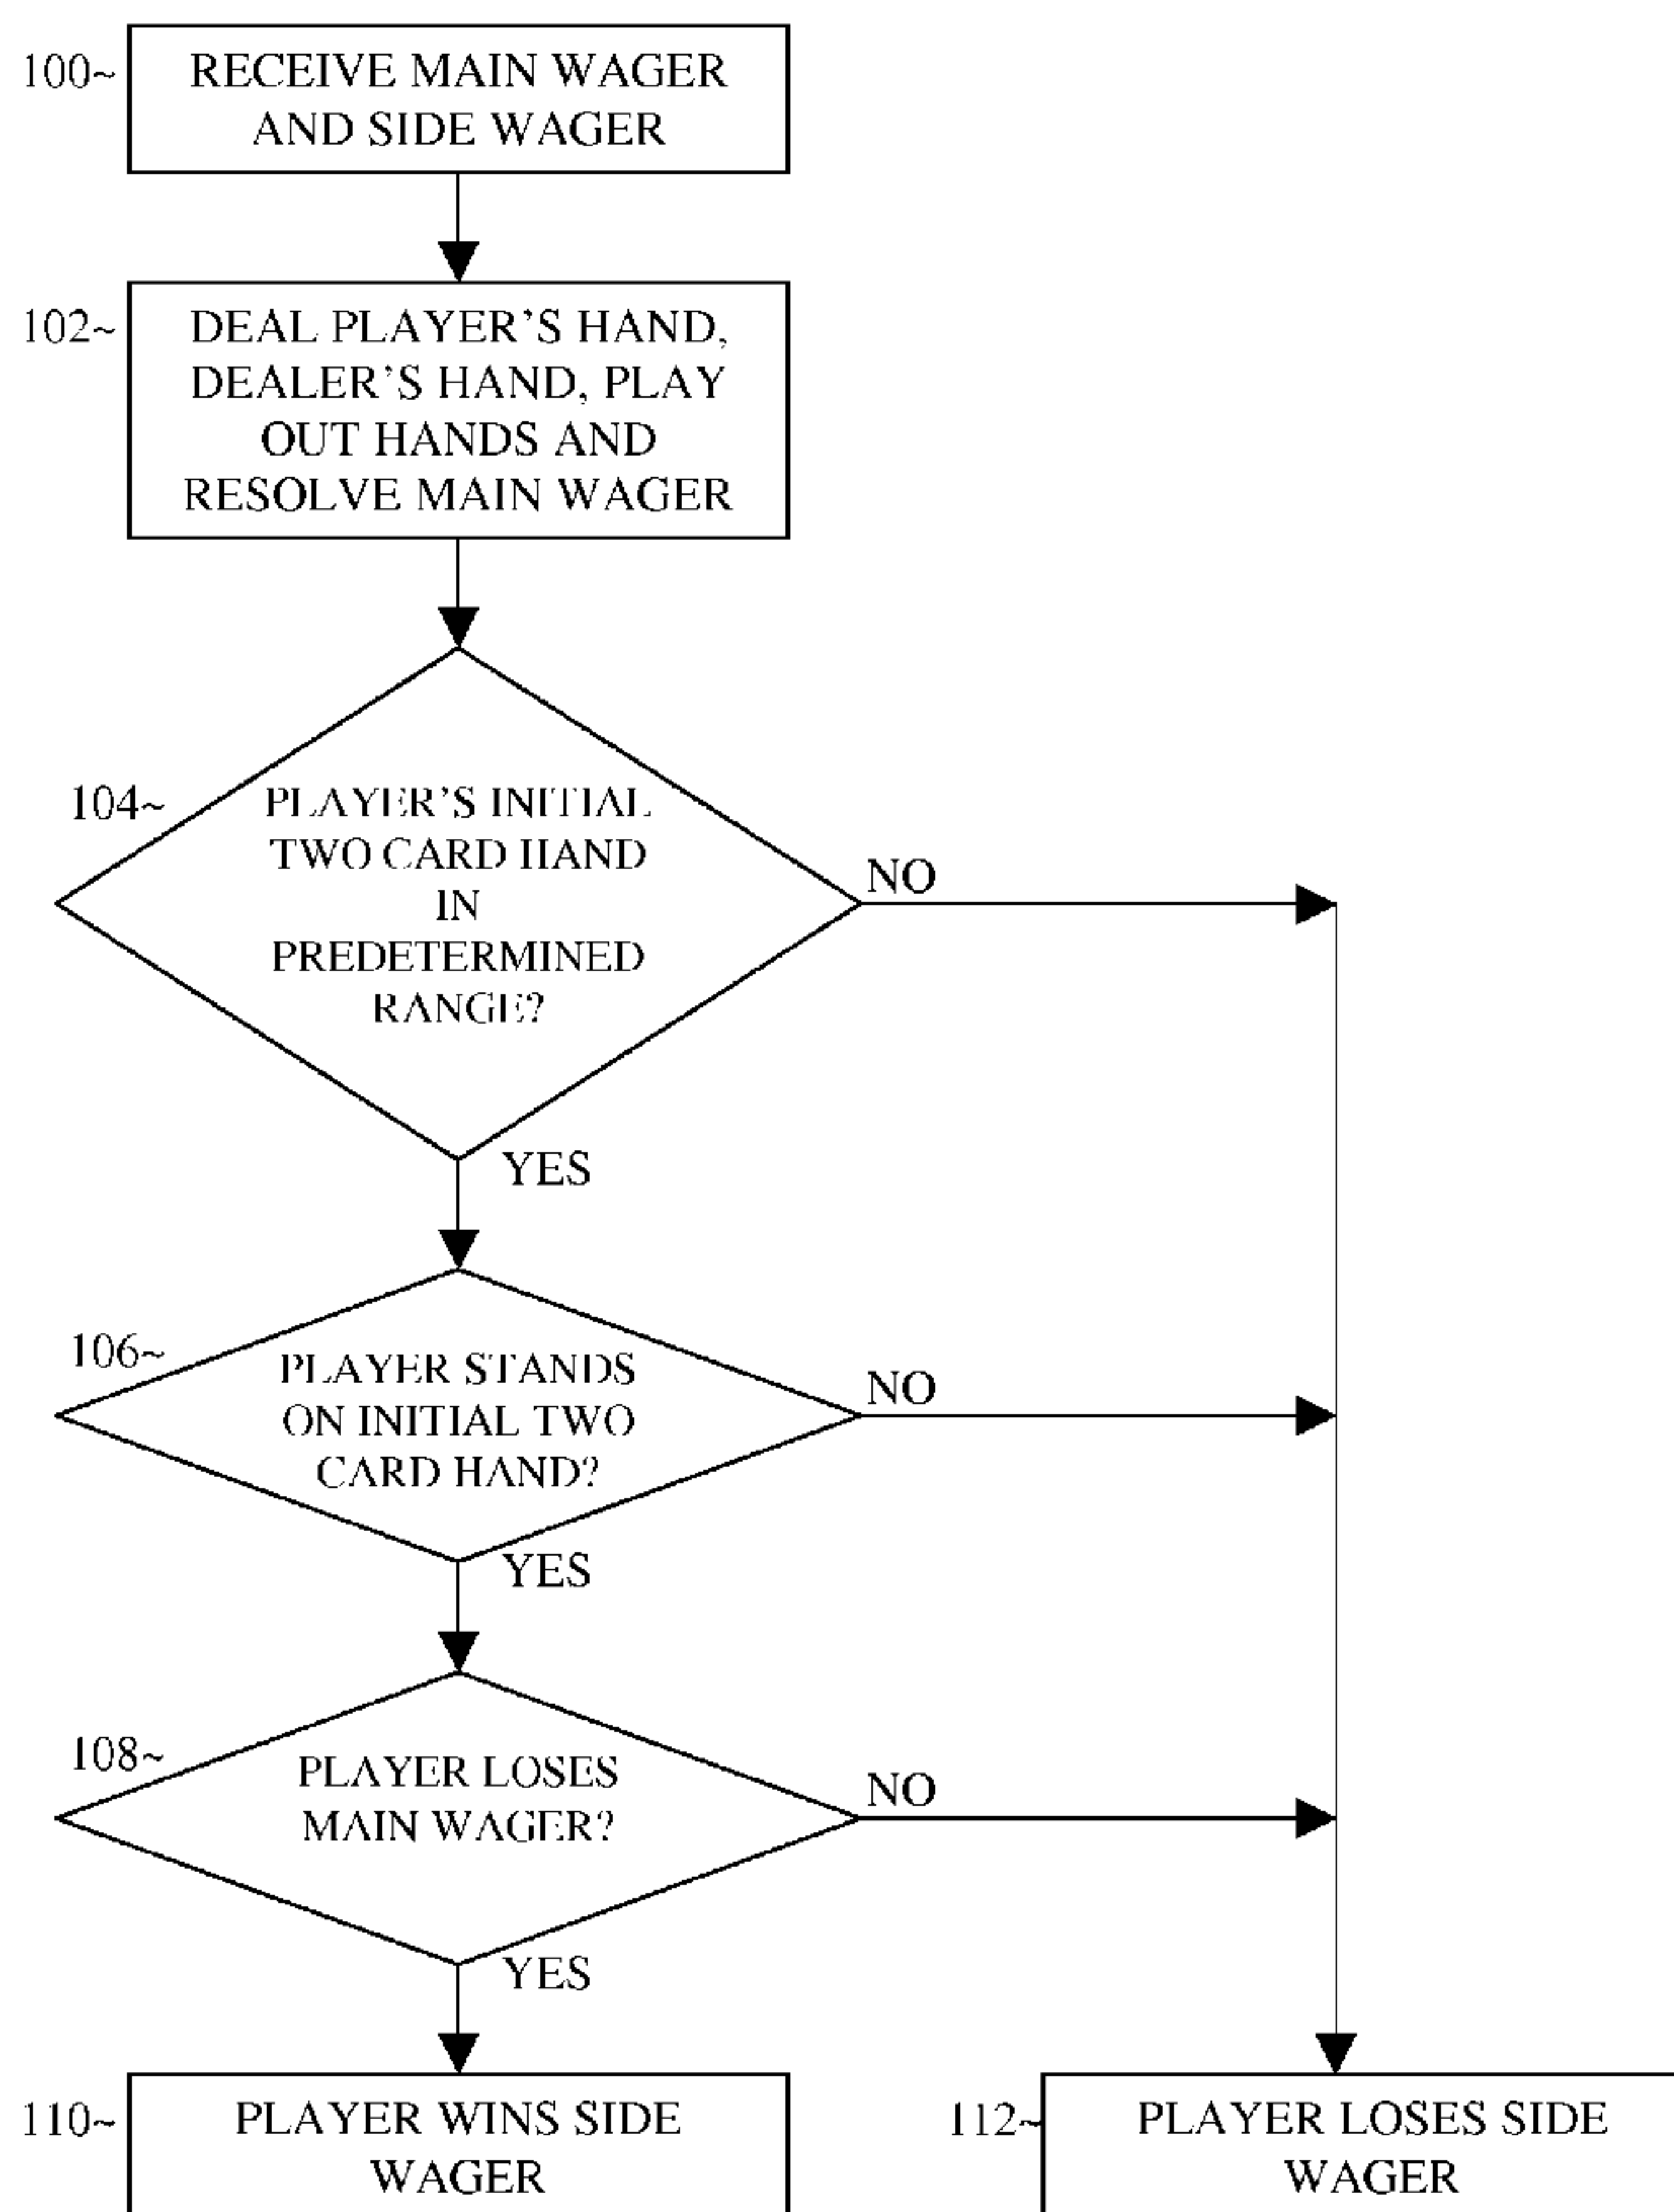 100~
RECEIVE MAIN WAGER
AND SIDE WAGER
102~
DEAL PLAYER'S HAND,
DEALER'S HAND, PLAY
OUT HANDS AND
RESOLVE MAIN WAGER
104~
PLAYER'S INITIAL
TWO CARD HAND
IN
PREDETERMINED
RANGE?
NO
YES
106~
PLAYER STANDS
ON INITIAL TWO
CARD HAND?
NO
YES
108~
PLAYER LOSES
MAIN WAGER?
NO
YES
110~
PLAYER WINS SIDE
WAGER
112~
PLAYER LOSES SIDE
WAGER